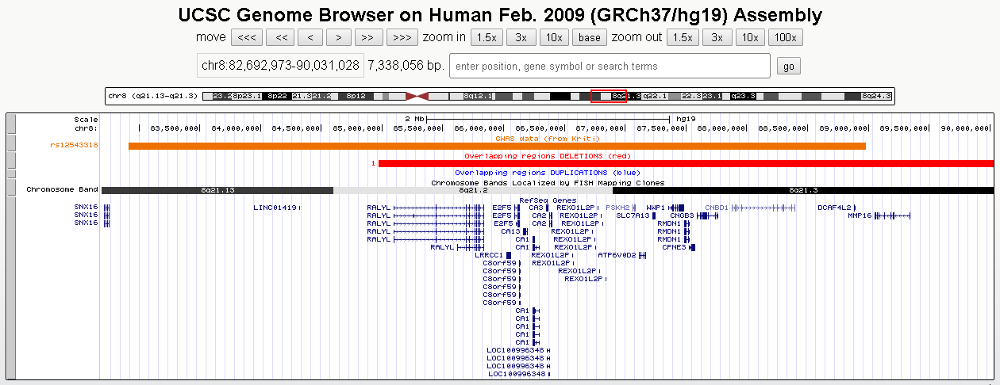 UCSC Genome Browser on Human Feb. 2009 (GRCh37/hg19) Assembly
move <<< << < > >> >>> zoom in 1.5x 3x 10x base zoom out 1.5x 3x 10x 100x
chr8:82,692,973-90,031,028 7,338,056 bp. enter position, gene symbol or search terms go
chr8 (q21.13-q21.3) 23.2 8p23.1 8p22 21.3 21.2 8p12 8q12.1 8q21.3 q22.1 22.3 23.1 q23.3 8q24.3
Scale 2 Mb hg19
chr8: 83,500,000 84,000,000 84,500,000 85,000,000 85,500,000 86,000,000 86,500,000 87,000,000 87,500,000 88,000,000 88,500,000 89,000,000 89,500,000 90,000,000
GWAS data (from Kriti)
rs12543318
Overlapping regions DELETIONS (red)
1
Overlapping regions DUPLICATIONS (blue)
Chromosome Bands Localized by FISH Mapping Clones
Chromosome Band 8q21.13 8q21.2 8q21.3
RefSeq Genes
SNX16 LINC01419 RALYL E2F5 CA3 REXO1L2P PSKH2 WWP1 CNBD1 DCAF4L2
SNX16 RALYL E2F5 CA2 REXO1L2P SLC7A13 CNGB3 MMP16
SNX16 RALYL E2F5 CA2 REXO1L2P RMDN1
RALYL CA13 REXO1L2P RMDN1
RALYL CA1 REXO1L2P RMDN1
RALYL CA1 REXO1L2P CPNE3
LRRCC1 REXO1L2P ATP6V0D2
C8orf59 REXO1L2P
C8orf59 REXO1L2P
C8orf59 REXO1L2P
C8orf59
C8orf59
C8orf59
CA1
CA1
CA1
CA1
CA1
LOC100996348
LOC100996348
LOC100996348
LOC100996348